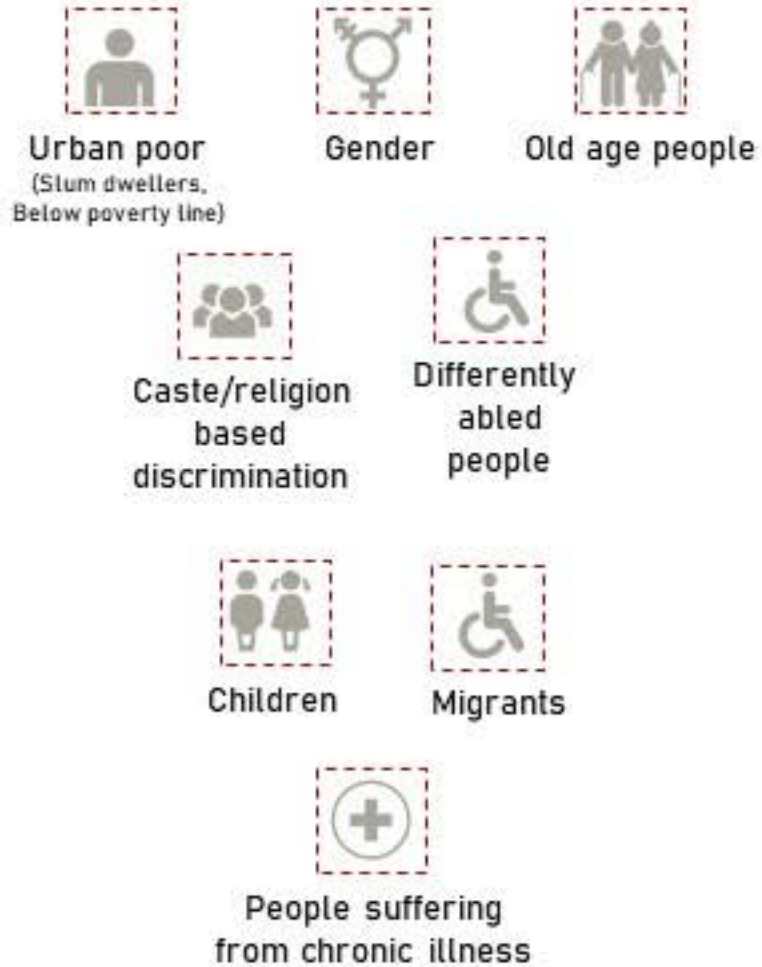 Urban poor
(Slum dwellers,
Below poverty line)
Gender
Old age people
Caste/religion
based
discrimination
Differently
abled
people
Children
Migrants
People suffering
from chronic illness